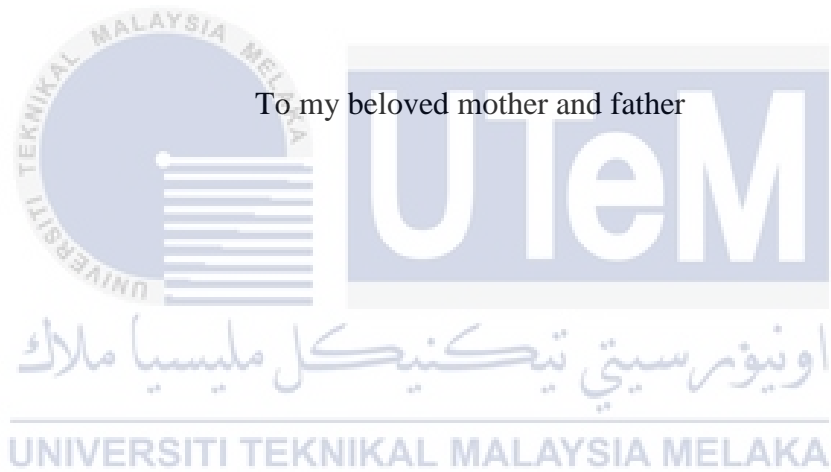 UNIVERSITI TEKNIKAL MALAYSIA MELAKA
To my beloved mother and father
UTeM
اونيۏرسيتي تيكنيكل مليسيا ملاك
UNIVERSITI TEKNIKAL MALAYSIA MELAKA